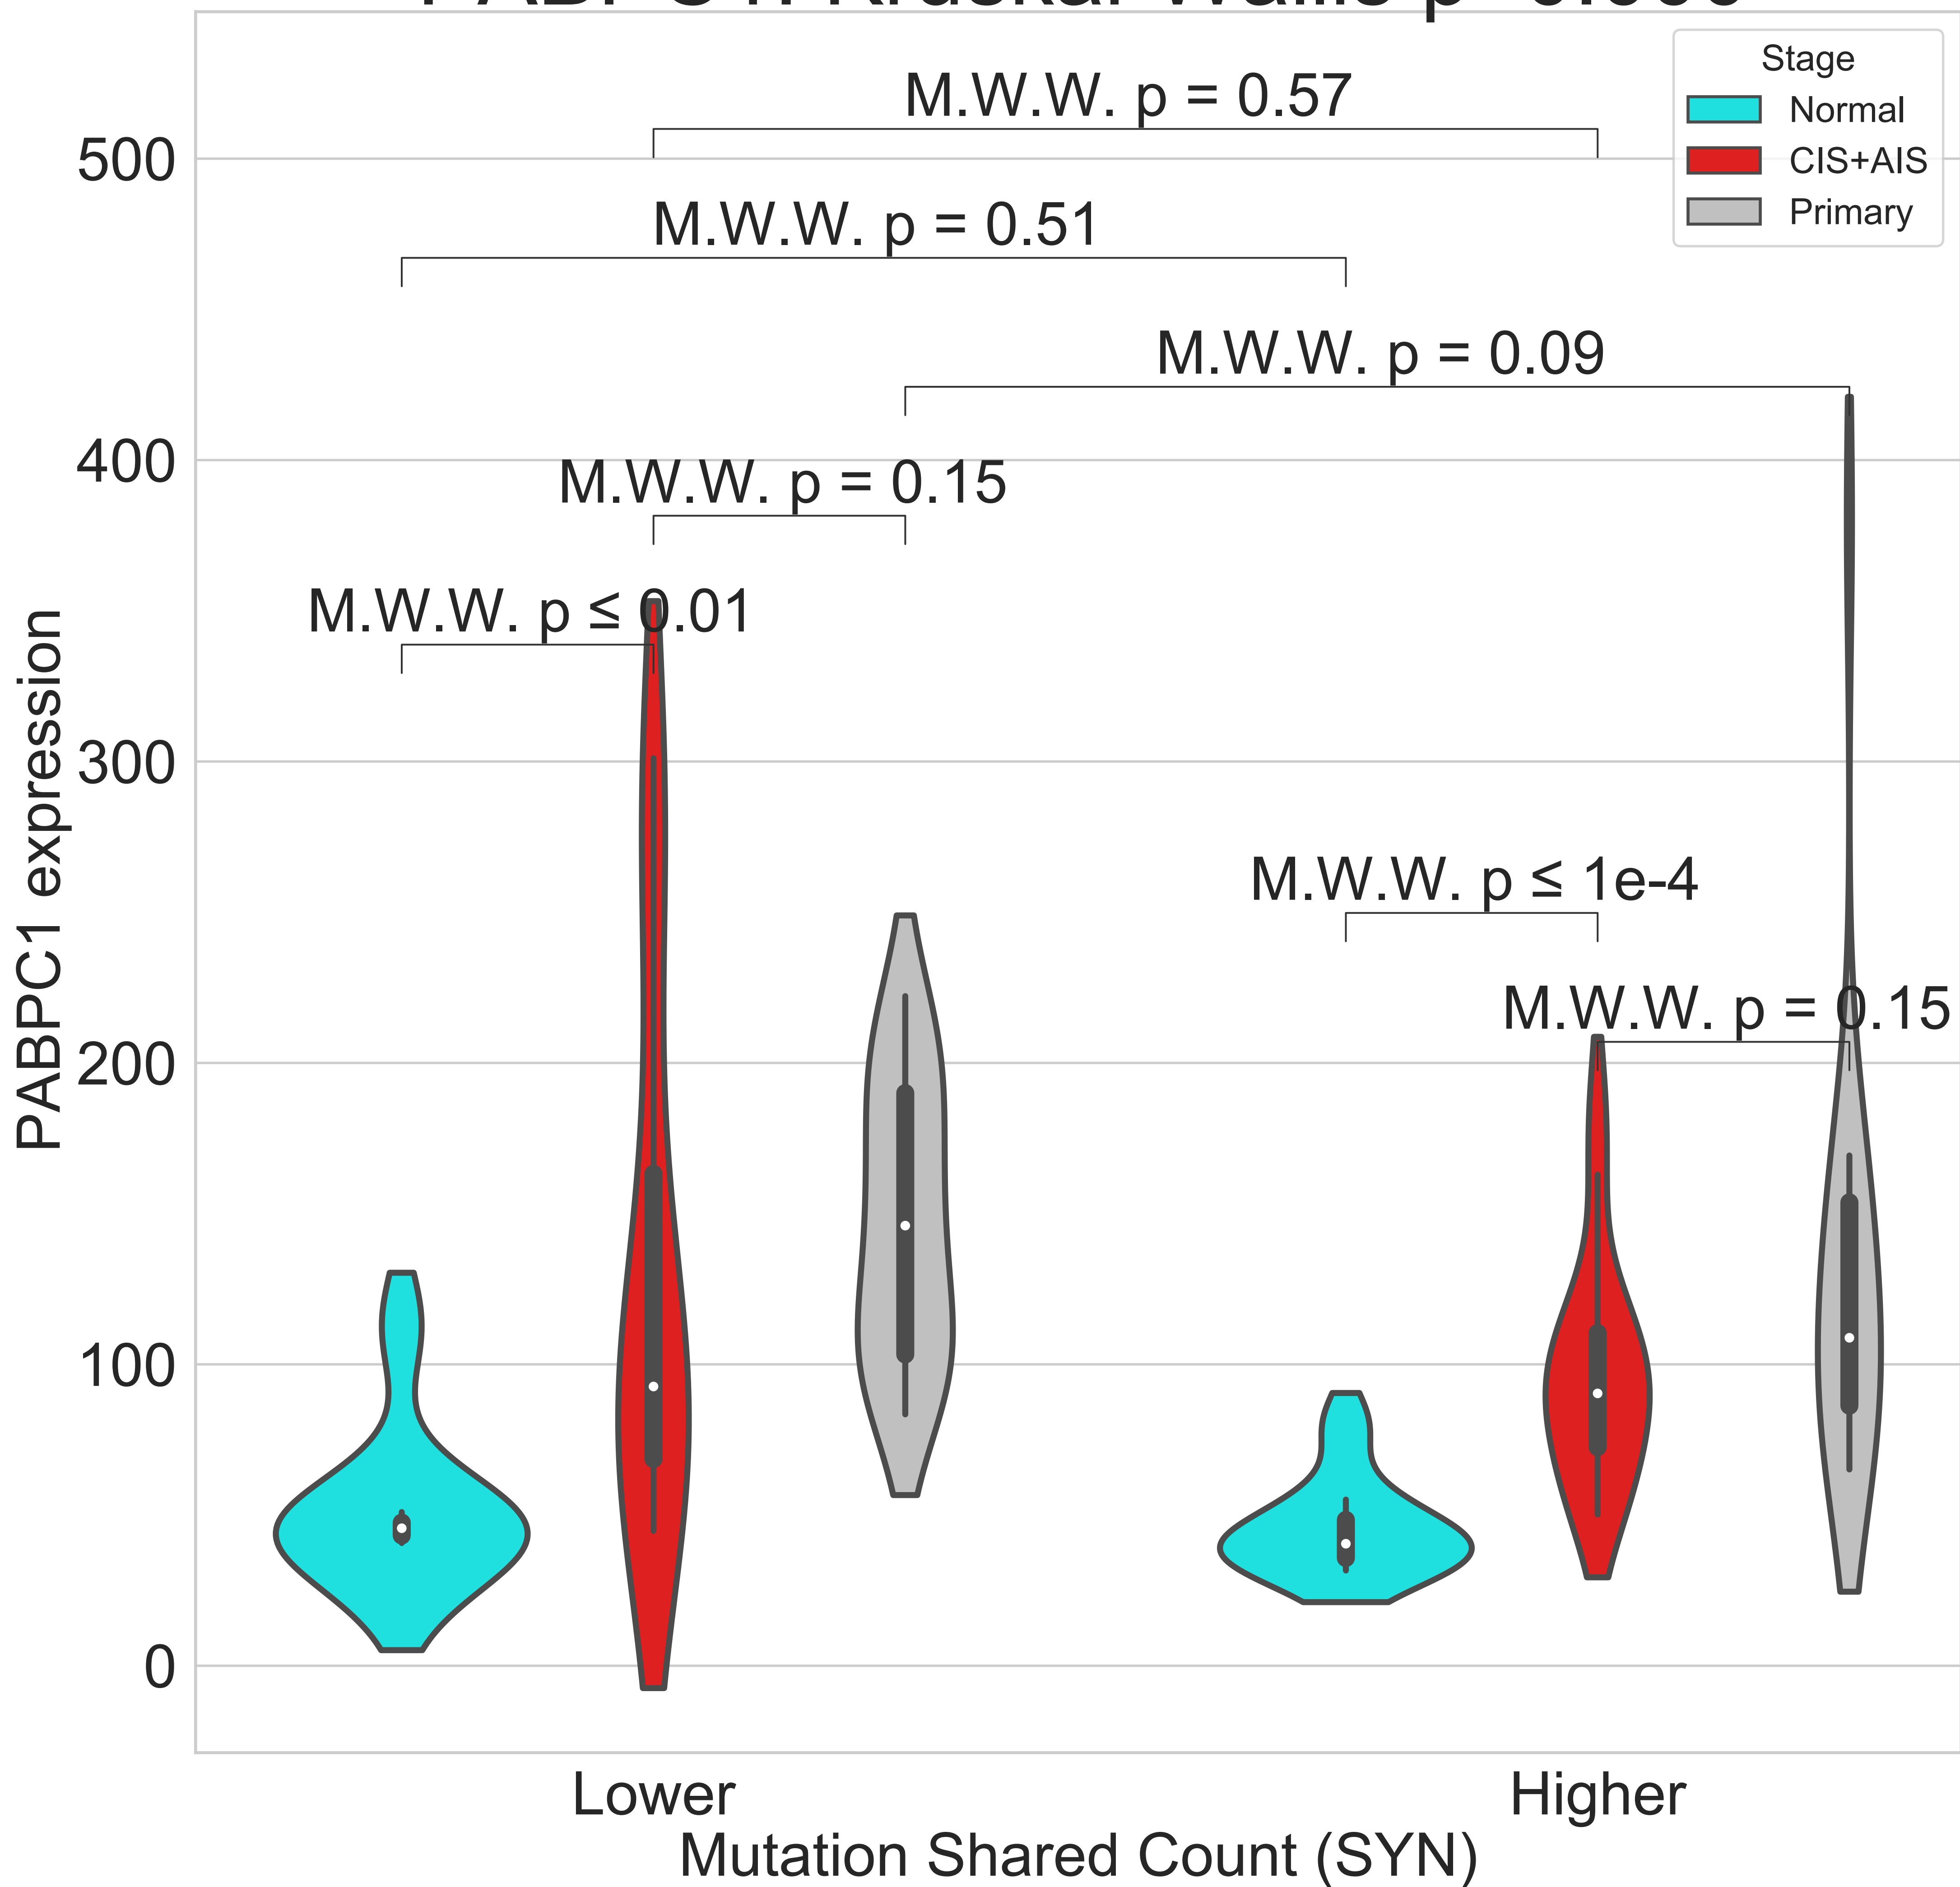 Stage
Normal
CIS+AIS
Primary
M.W.W. p = 0.57
M.W.W. p = 0.51
M.W.W. p = 0.09
M.W.W. p = 0.15
M.W.W. p ≤ 0.01
M.W.W. p ≤ 1e-4
M.W.W. p = 0.15
PABPC1 expression
500
400
300
200
100
0
Lower
Higher
Mutation Shared Count (SYN)